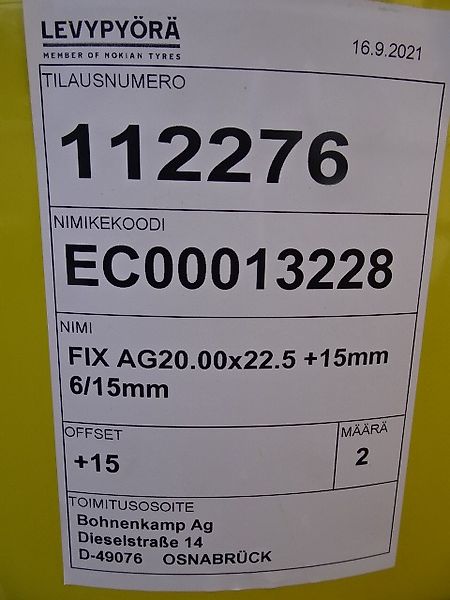 LEVYPYÖRÄ
MEMBER OF NOKIAN TYRES
16.9.2021
TILAUSNUMERO
112276
NIMIKEKOODI
EC00013228
NIMI
FIX AG20.00x22.5 +15mm
6/15mm
OFFSET
+15
MÄÄRÄ
2
TOIMITUSOSOITE
Bohnenkamp Ag
Dieselstraße 14
D-49076 OSNABRÜCK